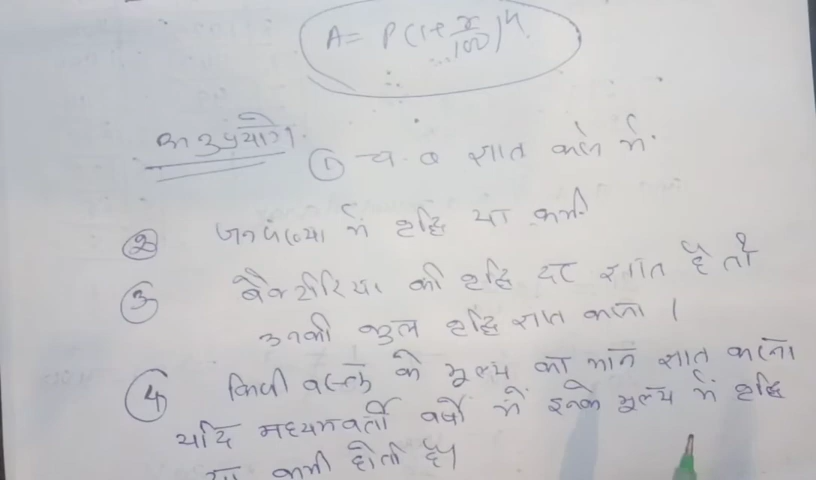 A = P(1+ r/100)^n
अनुप्रयोग
① च. ब ज्ञात करने में.
② जनसंख्या में वृद्धि या कमी
③ बैक्टीरिया की वृद्धि दर ज्ञात है तो
उनकी कुल वृद्धि ज्ञात करना ।
④ किसी वस्तु के मूल्य का मान ज्ञात करना
यदि मध्यमवर्ती वर्षों में इनके मूल्य में वृद्धि
या कमी होती है।